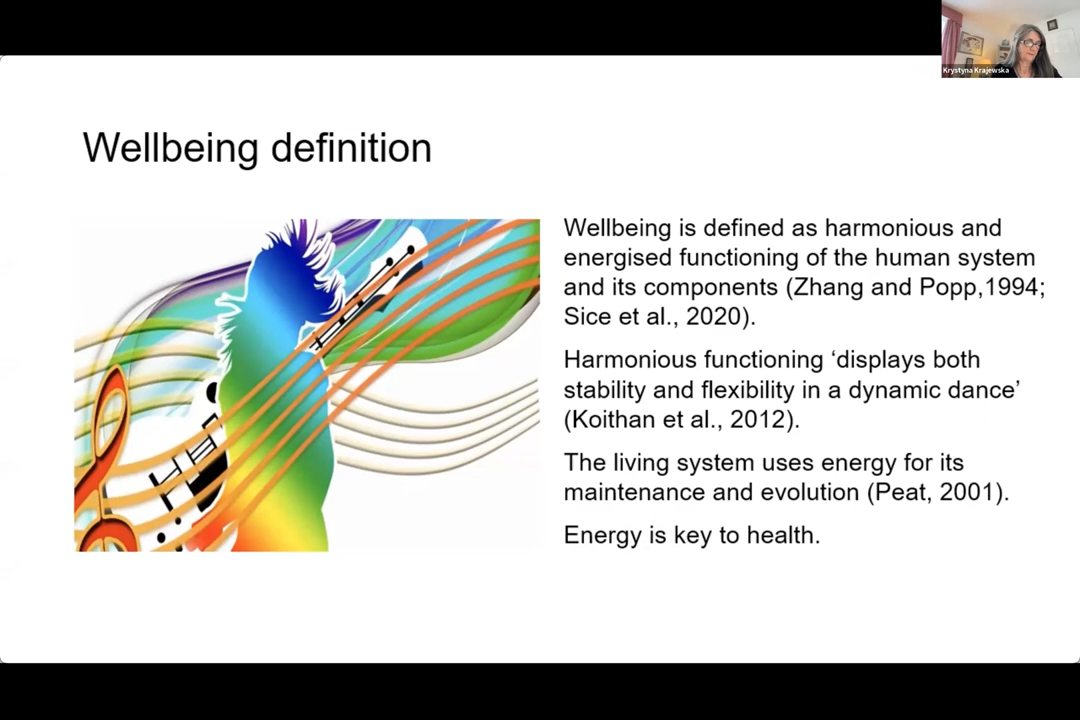 Krystyna Krajewska
Wellbeing definition
Wellbeing is defined as harmonious and
energised functioning of the human system
and its components (Zhang and Popp,1994;
Sice et al., 2020).
Harmonious functioning ‘displays both
stability and flexibility in a dynamic dance’
(Koithan et al., 2012).
The living system uses energy for its
maintenance and evolution (Peat, 2001).
Energy is key to health.